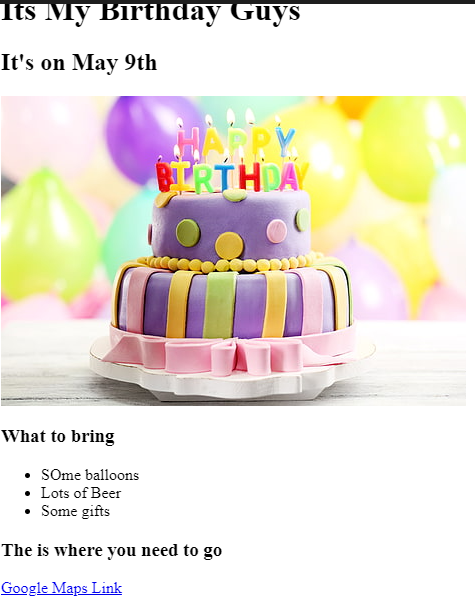 Its My Birthday Guys
It's on May 9th
HAPPY
BIRTHDAY
What to bring
SOme balloons
Lots of Beer
Some gifts
The is where you need to go
Google Maps Link